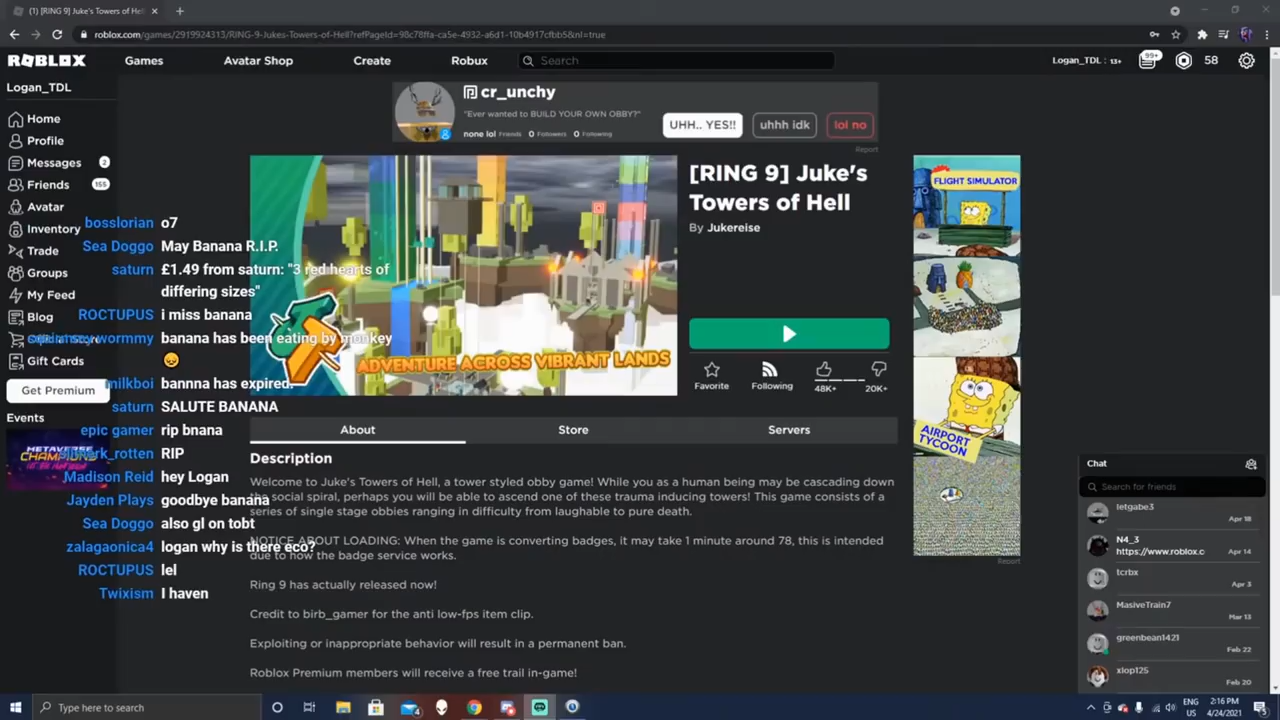 (1) [RING 9] Juke's Towers of Hel
roblox.com/games/2919924313/RING-9-Jukes-Towers-of-Hell?refPageId=98c78ffa-ca5e-4932-a6d1-10b4917cfbb5&nl=true
ROBLOX
Games
Avatar Shop
Create
Robux
Search
Logan_TDL : 13+
99+
58
Logan_TDL
Home
Profile
Messages 2
Friends 155
Avatar
Inventory
Trade
Groups
My Feed
Blog
Gift Cards
Get Premium
Events
METAVERSE
CHAMPIONS
cr_unchy
"Ever wanted to BUILD YOUR OWN OBBY?"
none lol Friends 0 Followers 0 Following
UHH.. YES!!
uhhh idk
lol no
Report
bosslorian o7
Sea Doggo May Banana R.I.P.
saturn £1.49 from saturn: "3 red hearts of
differing sizes"
ROCTUPUS i miss banana
wormmy banana has been eating by monkey
milkboi bannna has expired.
saturn SALUTE BANANA
epic gamer rip bnana
RIP
Madison Reid hey Logan
Jayden Plays goodbye banana
Sea Doggo also gl on tobt
zalagaonica4 logan why is there eco?
ROCTUPUS lel
Twixism I haven
ADVENTURE ACROSS VIBRANT LANDS
[RING 9] Juke's
Towers of Hell
By Jukereise
Favorite
Following
48K+
20K+
About
Store
Servers
Description
Welcome to Juke's Towers of Hell, a tower styled obby game! While you as a human being may be cascading down
the social spiral, perhaps you will be able to ascend one of these trauma inducing towers! This game consists of a
series of single stage obbies ranging in difficulty from laughable to pure death.
NOTICE ABOUT LOADING: When the game is converting badges, it may take 1 minute around 78, this is intended
due to how the badge service works.
Ring 9 has actually released now!
Credit to birb_gamer for the anti low-fps item clip.
Exploiting or inappropriate behavior will result in a permanent ban.
Roblox Premium members will receive a free trail in-game!
FLIGHT SIMULATOR
AIRPORT
TYCOON
Report
Chat
Search for friends
letgabe3
Apr 18
N4_3
https://www.roblox.c
Apr 14
tcrbx
Apr 3
MasiveTrain7
Mar 13
greenbean1421
Feb 22
xlop125
Feb 20
Type here to search
4
ENG
US
2:16 PM
4/24/2021
5